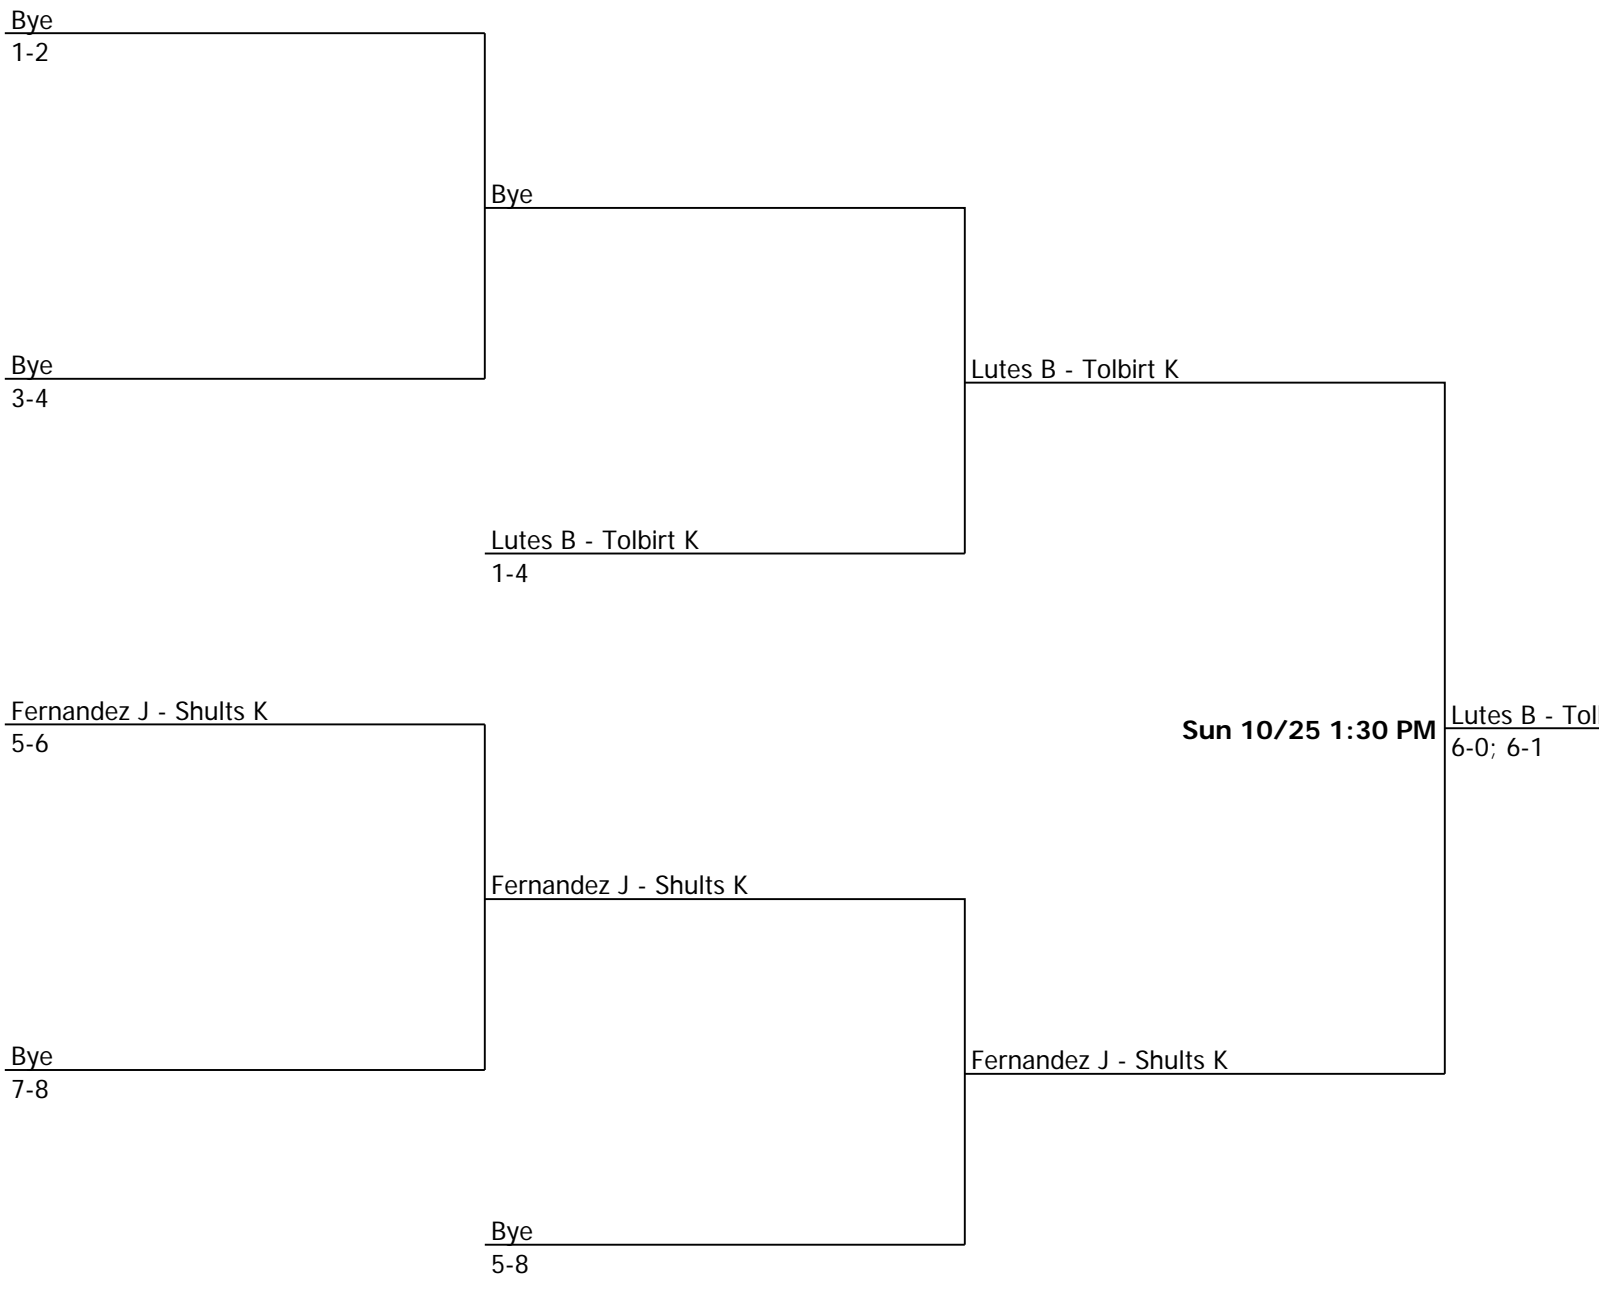 Bye
1-2
Bye
Bye
3-4
Lutes B - Tolbirt K
Lutes B - Tolbirt K
1-4
Fernandez J - Shults K
5-6
Sun 10/25 1:30 PM
Lutes B -
6-0; 6-1
Fernandez J - Shults K
Bye
7-8
Fernandez J - Shults K
Bye
5-8